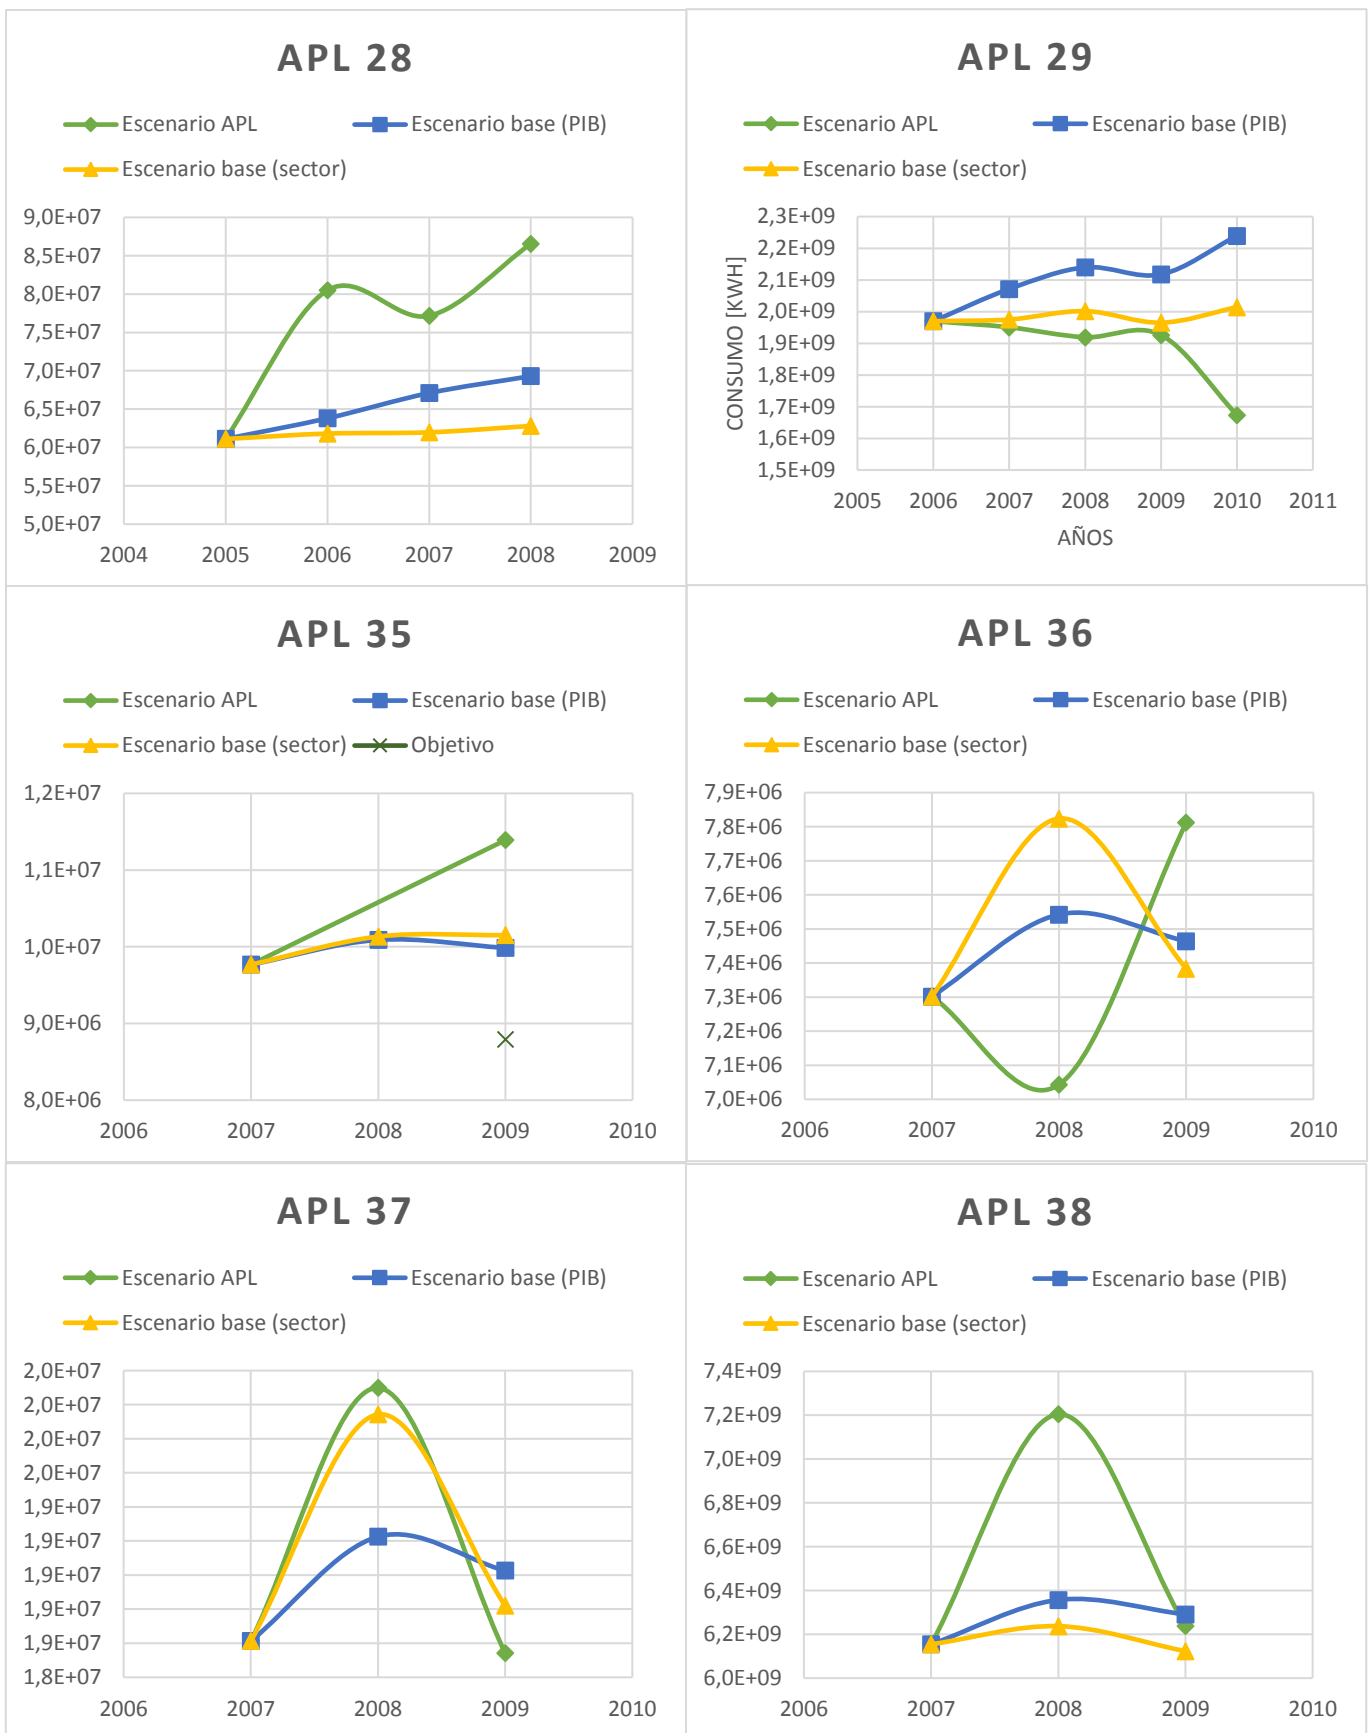 APL 28
Escenario APL Escenario base (PIB)
Escenario base (sector)
9,0E+07
8,5E+07
8,0E+07
7,5E+07
7,0E+07
6,5E+07
6,0E+07
5,5E+07
5,0E+07
2004 2005 2006 2007 2008 2009
APL 29
Escenario APL Escenario base (PIB)
Escenario base (sector)
CONSUMO [KWH]
2,3E+09
2,2E+09
2,1E+09
2,0E+09
1,9E+09
1,8E+09
1,7E+09
1,6E+09
1,5E+09
2005 2006 2007 2008 2009 2010 2011
AÑOS
APL 35
Escenario APL Escenario base (PIB)
Escenario base (sector) Objetivo
1,2E+07
1,1E+07
1,0E+07
9,0E+06
8,0E+06
2006 2007 2008 2009 2010
APL 36
Escenario APL Escenario base (PIB)
Escenario base (sector)
7,9E+06
7,8E+06
7,7E+06
7,6E+06
7,5E+06
7,4E+06
7,3E+06
7,2E+06
7,1E+06
7,0E+06
2006 2007 2008 2009 2010
APL 37
Escenario APL Escenario base (PIB)
Escenario base (sector)
2,0E+07
2,0E+07
2,0E+07
2,0E+07
1,9E+07
1,9E+07
1,9E+07
1,9E+07
1,9E+07
1,8E+07
2006 2007 2008 2009 2010
APL 38
Escenario APL Escenario base (PIB)
Escenario base (sector)
7,4E+09
7,2E+09
7,0E+09
6,8E+09
6,6E+09
6,4E+09
6,2E+09
6,0E+09
2006 2007 2008 2009 2010